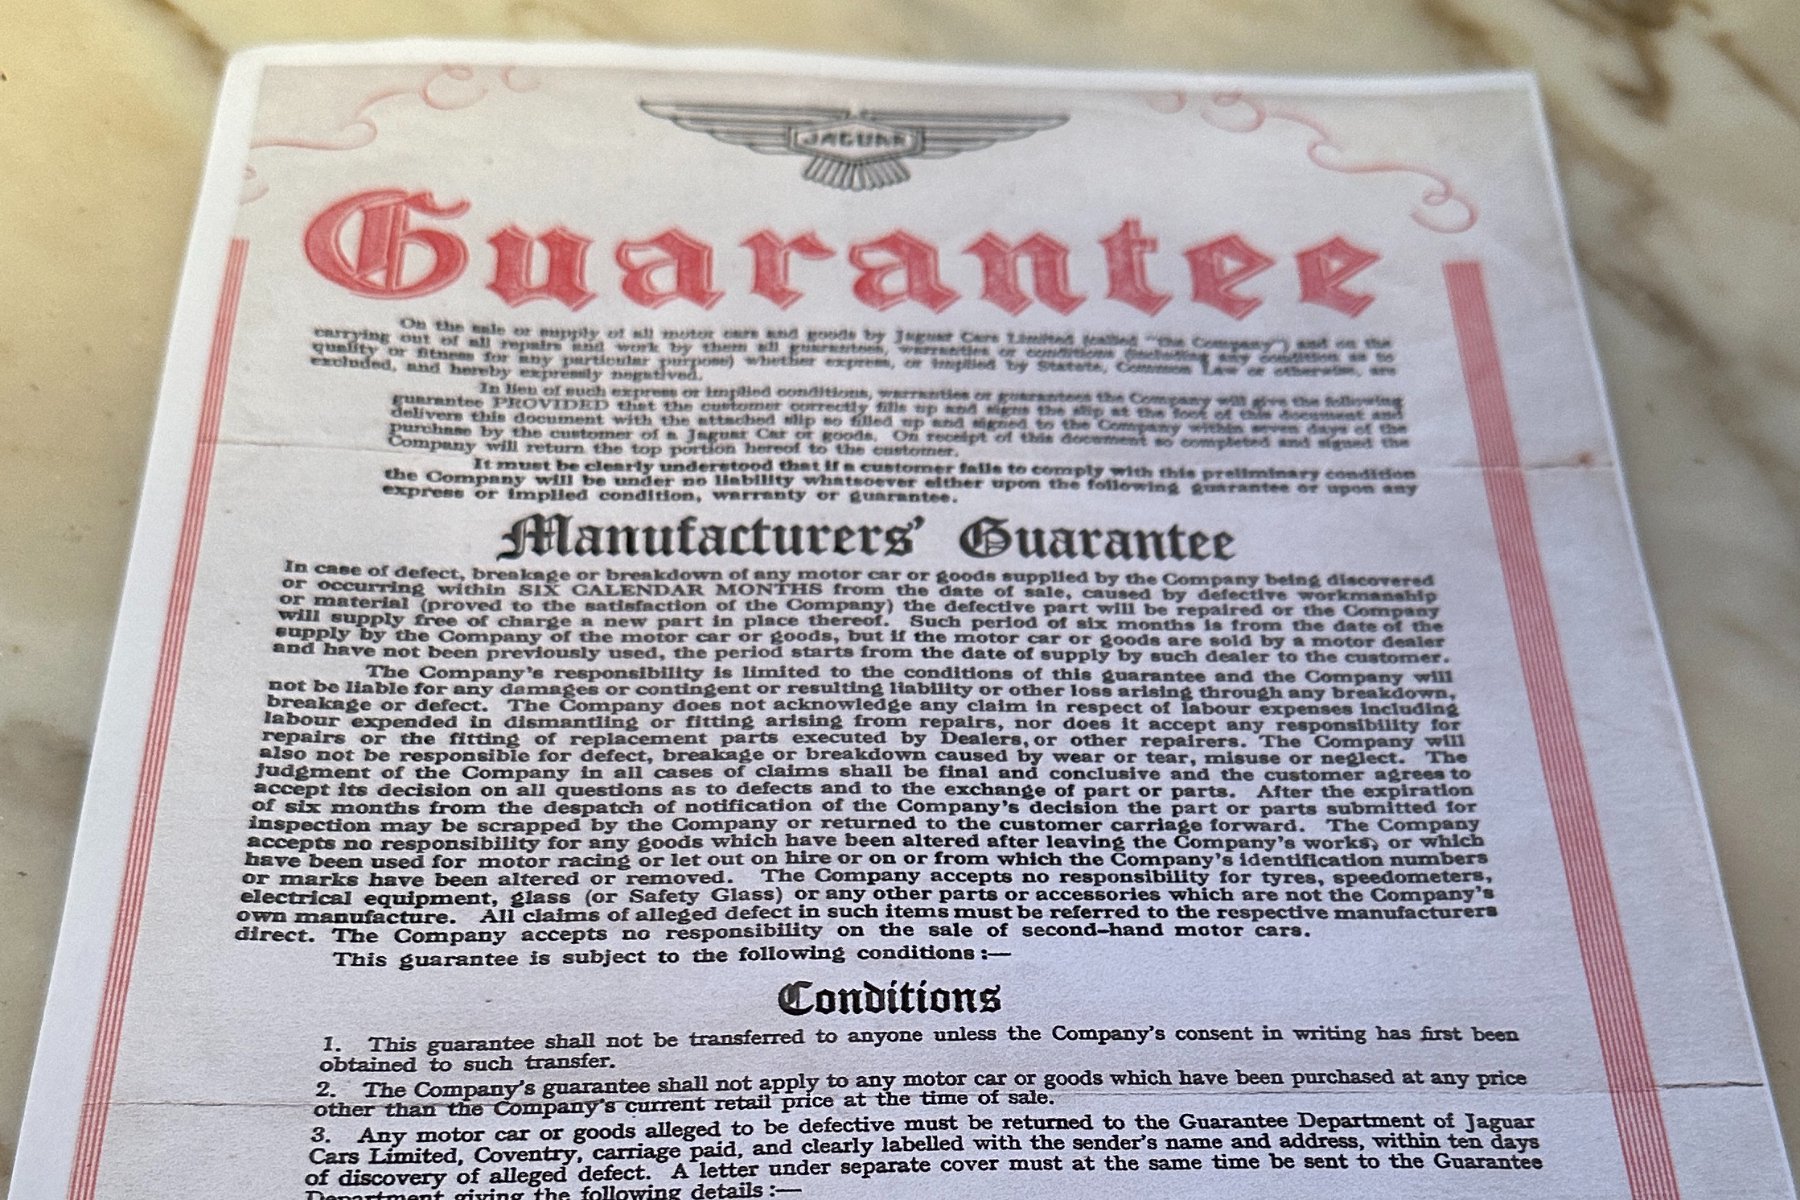 JAGUAR
Guarantee
On the sale or supply of all motor cars and goods by Jaguar Cars Limited (called "the Company") and on the
carrying out of all repairs and work by them all guarantees, warranties or conditions (including any condition as to
quality or fitness for any particular purpose) whether express, or implied by Statute, Common Law or otherwise, are
excluded, and hereby expressly negatived.
In lieu of such express or implied conditions, warranties or guarantees the Company will give the following
guarantee PROVIDED that the customer correctly fills up and signs the slip at the foot of this document and
delivers this document with the attached slip so filled up and signed to the Company within seven days of the
purchase by the customer of a Jaguar Car or goods. On receipt of this document so completed and signed the
Company will return the top portion hereof to the customer.
It must be clearly understood that if a customer fails to comply with this preliminary condition
the Company will be under no liability whatsoever either upon the following guarantee or upon any
express or implied condition, warranty or guarantee.
Manufacturers' Guarantee
In case of defect, breakage or breakdown of any motor car or goods supplied by the Company being discovered
or occurring within SIX CALENDAR MONTHS from the date of sale, caused by defective workmanship
or material (proved to the satisfaction of the Company) the defective part will be repaired or the Company
will supply free of charge a new part in place thereof. Such period of six months is from the date of the
supply by the Company of the motor car or goods, but if the motor car or goods are sold by a motor dealer
and have not been previously used, the period starts from the date of supply by such dealer to the customer.
The Company's responsibility is limited to the conditions of this guarantee and the Company will
not be liable for any damages or contingent or resulting liability or other loss arising through any breakdown,
breakage or defect. The Company does not acknowledge any claim in respect of labour expenses including
labour expended in dismantling or fitting arising from repairs, nor does it accept any responsibility for
repairs or the fitting of replacement parts executed by Dealers, or other repairers. The Company will
also not be responsible for defect, breakage or breakdown caused by wear or tear, misuse or neglect. The
judgment of the Company in all cases of claims shall be final and conclusive and the customer agrees to
accept its decision on all questions as to defects and to the exchange of part or parts. After the expiration
of six months from the despatch of notification of the Company's decision the part or parts submitted for
inspection may be scrapped by the Company or returned to the customer carriage forward. The Company
accepts no responsibility for any goods which have been altered after leaving the Company's works, or which
have been used for motor racing or let out on hire or on or from which the Company's identification numbers
or marks have been altered or removed. The Company accepts no responsibility for tyres, speedometers,
electrical equipment, glass (or Safety Glass) or any other parts or accessories which are not the Company's
own manufacture. All claims of alleged defect in such items must be referred to the respective manufacturers
direct. The Company accepts no responsibility on the sale of second-hand motor cars.
This guarantee is subject to the following conditions :—
Conditions
1. This guarantee shall not be transferred to anyone unless the Company's consent in writing has first been
obtained to such transfer.
2. The Company's guarantee shall not apply to any motor car or goods which have been purchased at any price
other than the Company's current retail price at the time of sale.
3. Any motor car or goods alleged to be defective must be returned to the Guarantee Department of Jaguar
Cars Limited, Coventry, carriage paid, and clearly labelled with the sender's name and address, within ten days
of discovery of alleged defect. A letter under separate cover must at the same time be sent to the Guarantee
Department giving the following details :—